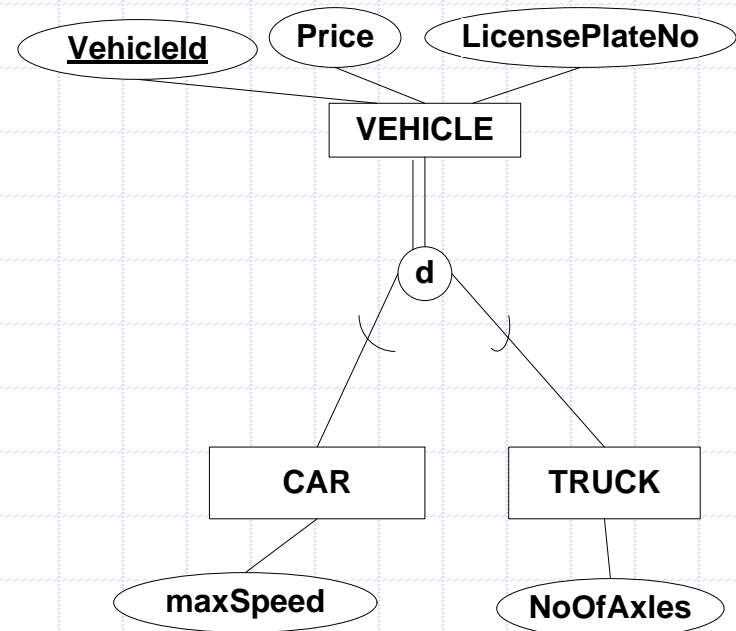 VehicleId
Price
LicensePlateNo
VEHICLE
d
CAR
TRUCK
maxSpeed
NoOfAxles